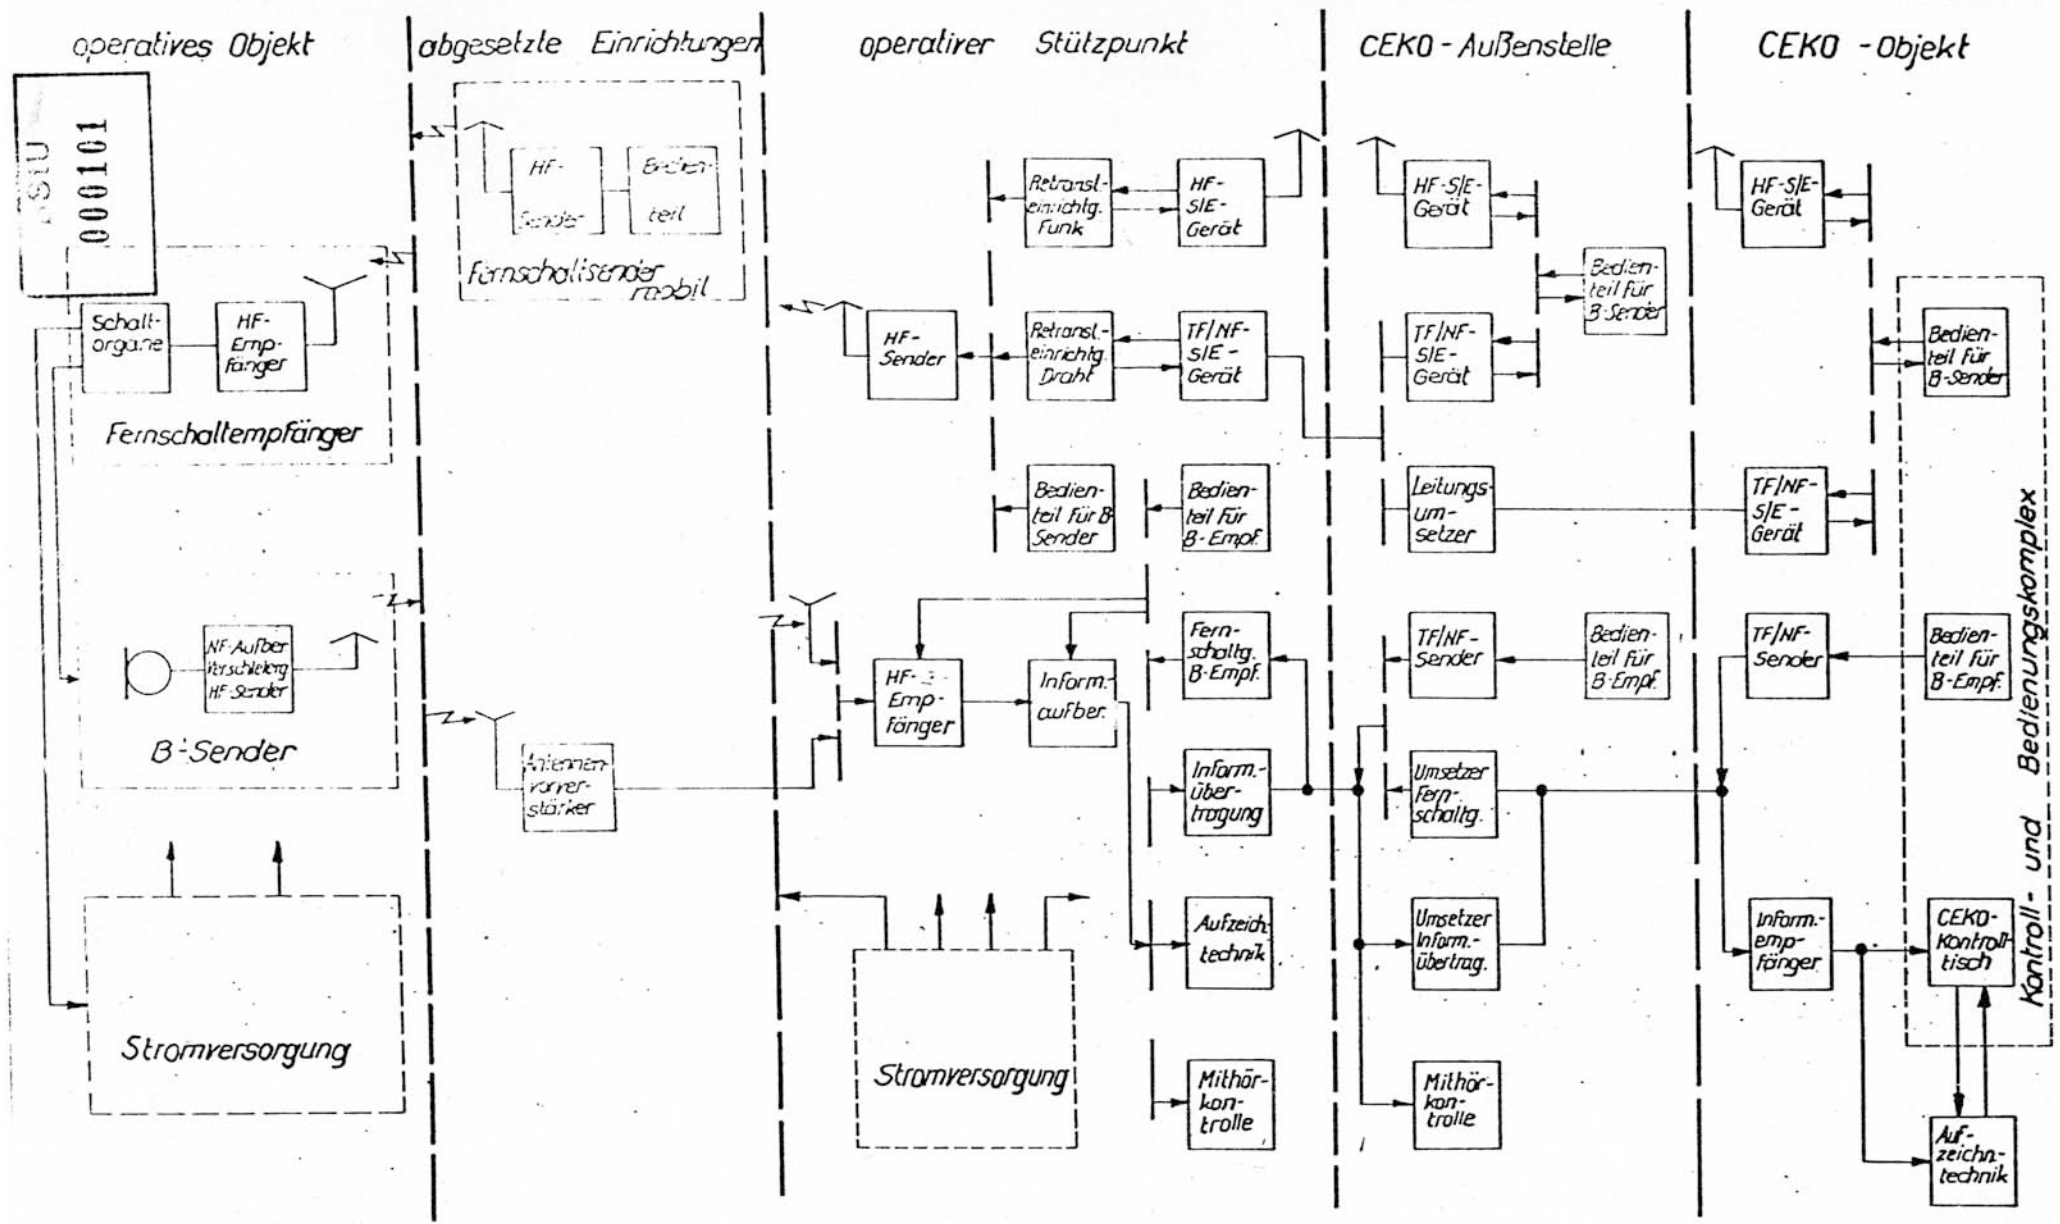 operatives Objekt
abgesetzte Einrichtungen
operativer Stützpunkt
CEKO - Außenstelle
CEKO - Objekt
BStU
000101
Schalt-
organe
HF-
Emp-
fänger
Fernschaltempfänger
NF-Aufber
Verschleierg
HF-Sender
B-Sender
Stromversorgung
HF-
Sender
Bedien-
teil
Fernschaltsender
mobil
Antennen-
vorver-
stärker
HF-
Sender
Retransl.-
einrichtg.
Funk
HF-
S/E-
Gerät
Retransl.-
einrichtg.
Draht
TF/NF-
S/E-
Gerät
Bedien-
teil für B-
Sender
Bedien-
teil für
B-Empf.
HF-
Emp-
fänger
Inform.-
aufber.
Fern-
schaltg.
B-Empf.
Inform.-
über-
tragung
Aufzeich
technik
Mithör-
kon-
trolle
Stromversorgung
HF-S/E-
Gerät
Bedien-
teil für
B-Sender
TF/NF-
S/E-
Gerät
Leitungs-
um-
setzer
TF/NF-
Sender
Bedien-
teil für
B-Empf.
Umsetzer
Fern-
schaltg.
Umsetzer
Inform.-
übertrag.
Mithör-
kon-
trolle
HF-S/E-
Gerät
Bedien-
teil für
B-Sender
TF/NF-
S/E-
Gerät
TF/NF-
Sender
Bedien-
teil für
B-Empf.
Inform.-
emp-
fänger
CEKO-
Kontroll-
tisch
Auf-
zeichn-
technik
Kontroll- und Bedienungskomplex